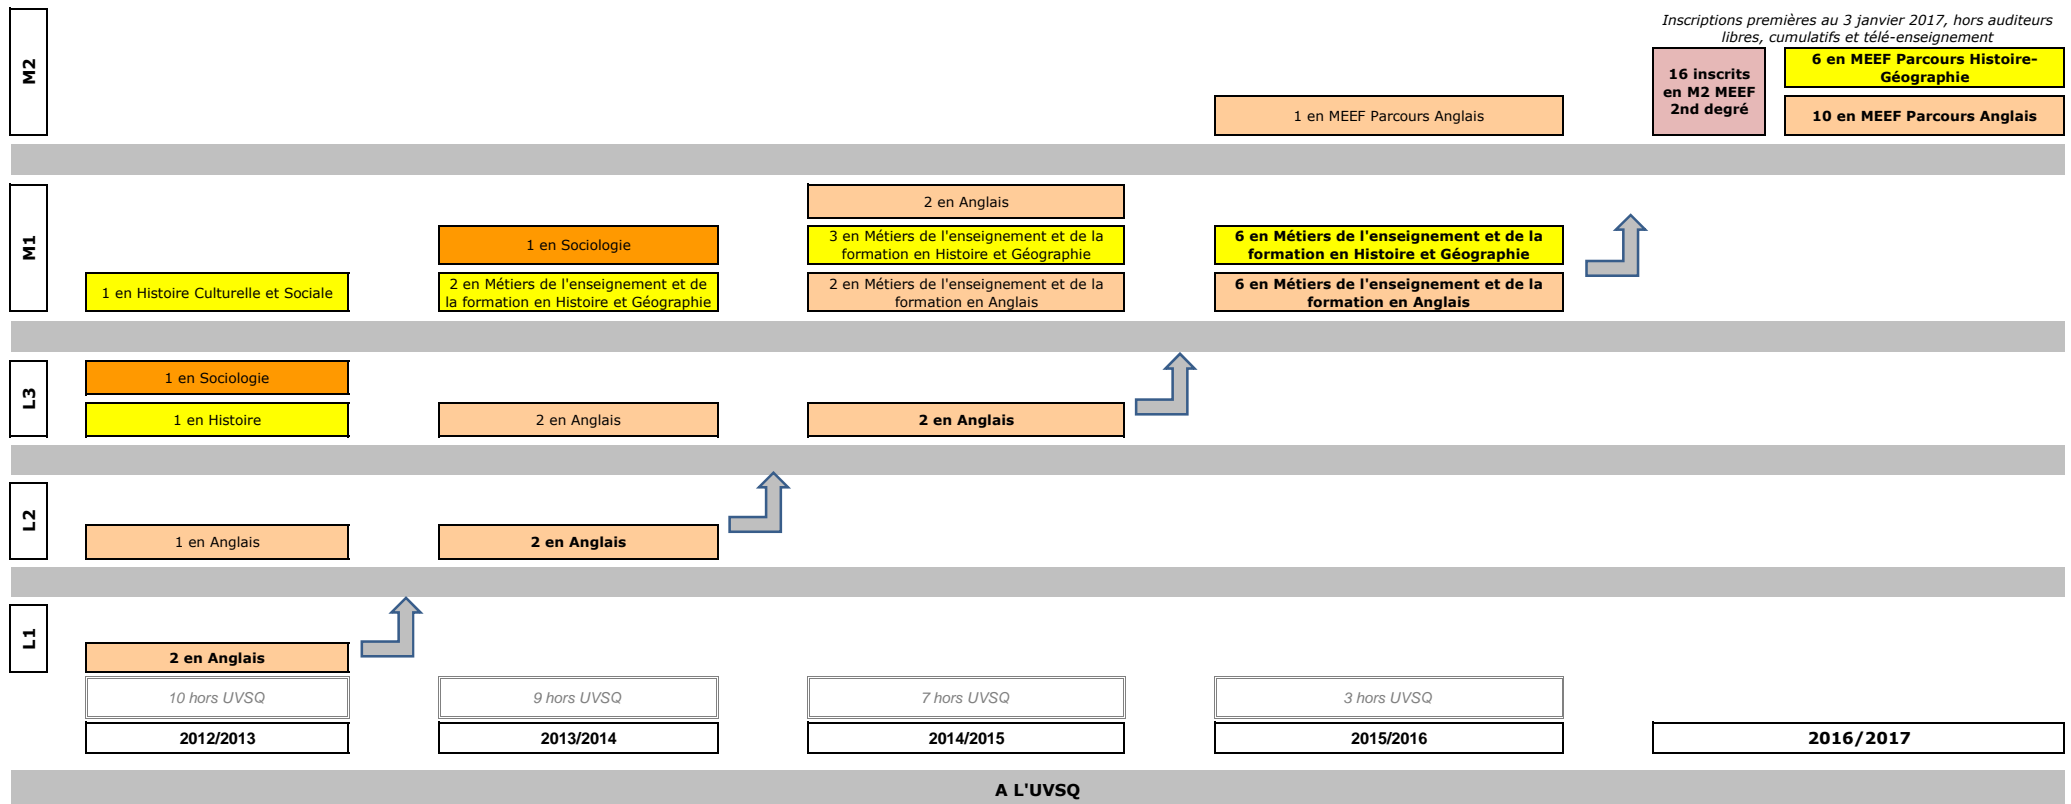 Inscriptions premières au 3 janvier 2017, hors auditeurs
libres, cumulatifs et télé-enseignement
M2
16 inscrits
en M2 MEEF
2nd degré
6 en MEEF Parcours Histoire-
Géographie
1 en MEEF Parcours Anglais
10 en MEEF Parcours Anglais
M1
2 en Anglais
1 en Sociologie
3 en Métiers de l'enseignement et de la
formation en Histoire et Géographie
6 en Métiers de l'enseignement et de la
formation en Histoire et Géographie
1 en Histoire Culturelle et Sociale
2 en Métiers de l'enseignement et de
la formation en Histoire et Géographie
2 en Métiers de l'enseignement et de la
formation en Anglais
6 en Métiers de l'enseignement et de la
formation en Anglais
L3
1 en Sociologie
1 en Histoire
2 en Anglais
2 en Anglais
L2
1 en Anglais
2 en Anglais
L1
2 en Anglais
10 hors UVSQ
9 hors UVSQ
7 hors UVSQ
3 hors UVSQ
2012/2013
2013/2014
2014/2015
2015/2016
2016/2017
A L'UVSQ